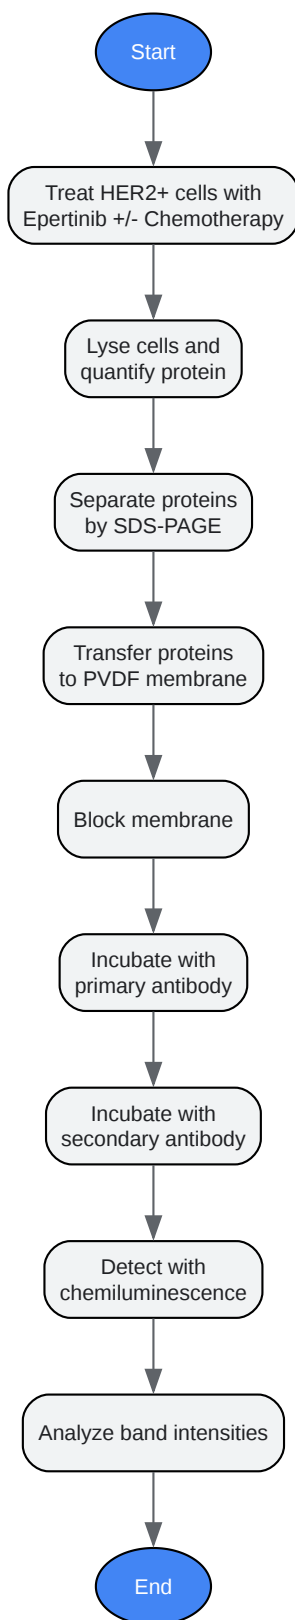 Start
Treat HER2+ cells with
Epertinib +/- Chemotherapy
Lyse cells and
quantify protein
Separate proteins
by SDS-PAGE
Transfer proteins
to PVDF membrane
Block membrane
Incubate with
primary antibody
Incubate with
secondary antibody
Detect with
chemiluminescence
Analyze band intensities
End